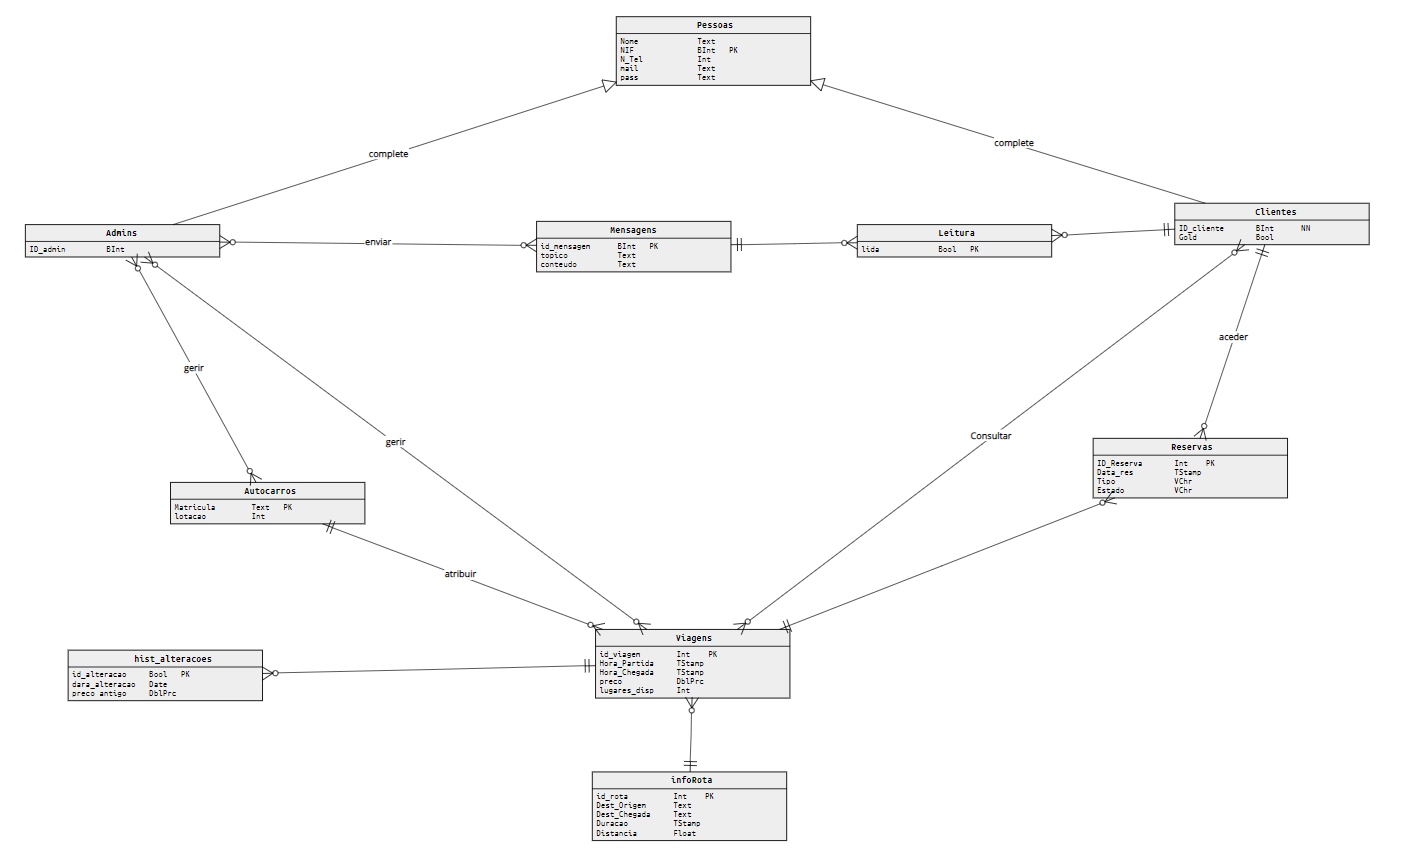 Pessoas
Nome Text
NIF BInt PK
N_Tel Int
mail Text
pass Text
complete
complete
Admins
ID_admin BInt
enviar
Mensagens
id_mensagem BInt PK
topico Text
conteudo Text
Leitura
lida Bool PK
Clientes
ID_cliente BInt NN
Gold Bool
gerir
gerir
Consultar
aceder
Autocarros
Matricula Text PK
lotacao Int
Reservas
ID_Reserva Int PK
Data_res TStamp
Tipo VChr
Estado VChr
atribuir
hist_alteracoes
id_alteracao Bool PK
dara_alteracao Date
preco antigo DblPrc
Viagens
id_viagem Int PK
Hora_Partida TStamp
Hora_Chegada TStamp
preco DblPrc
lugares_disp Int
infoRota
id_rota Int PK
Dest_Origem Text
Dest_Chegada Text
Duracao TStamp
Distancia Float